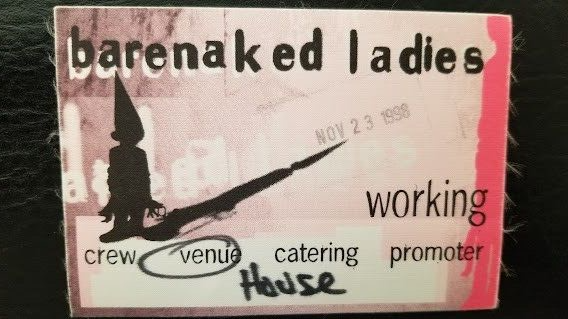 barenaked ladies
NOV 23 1998
working
crew venue catering promoter
House